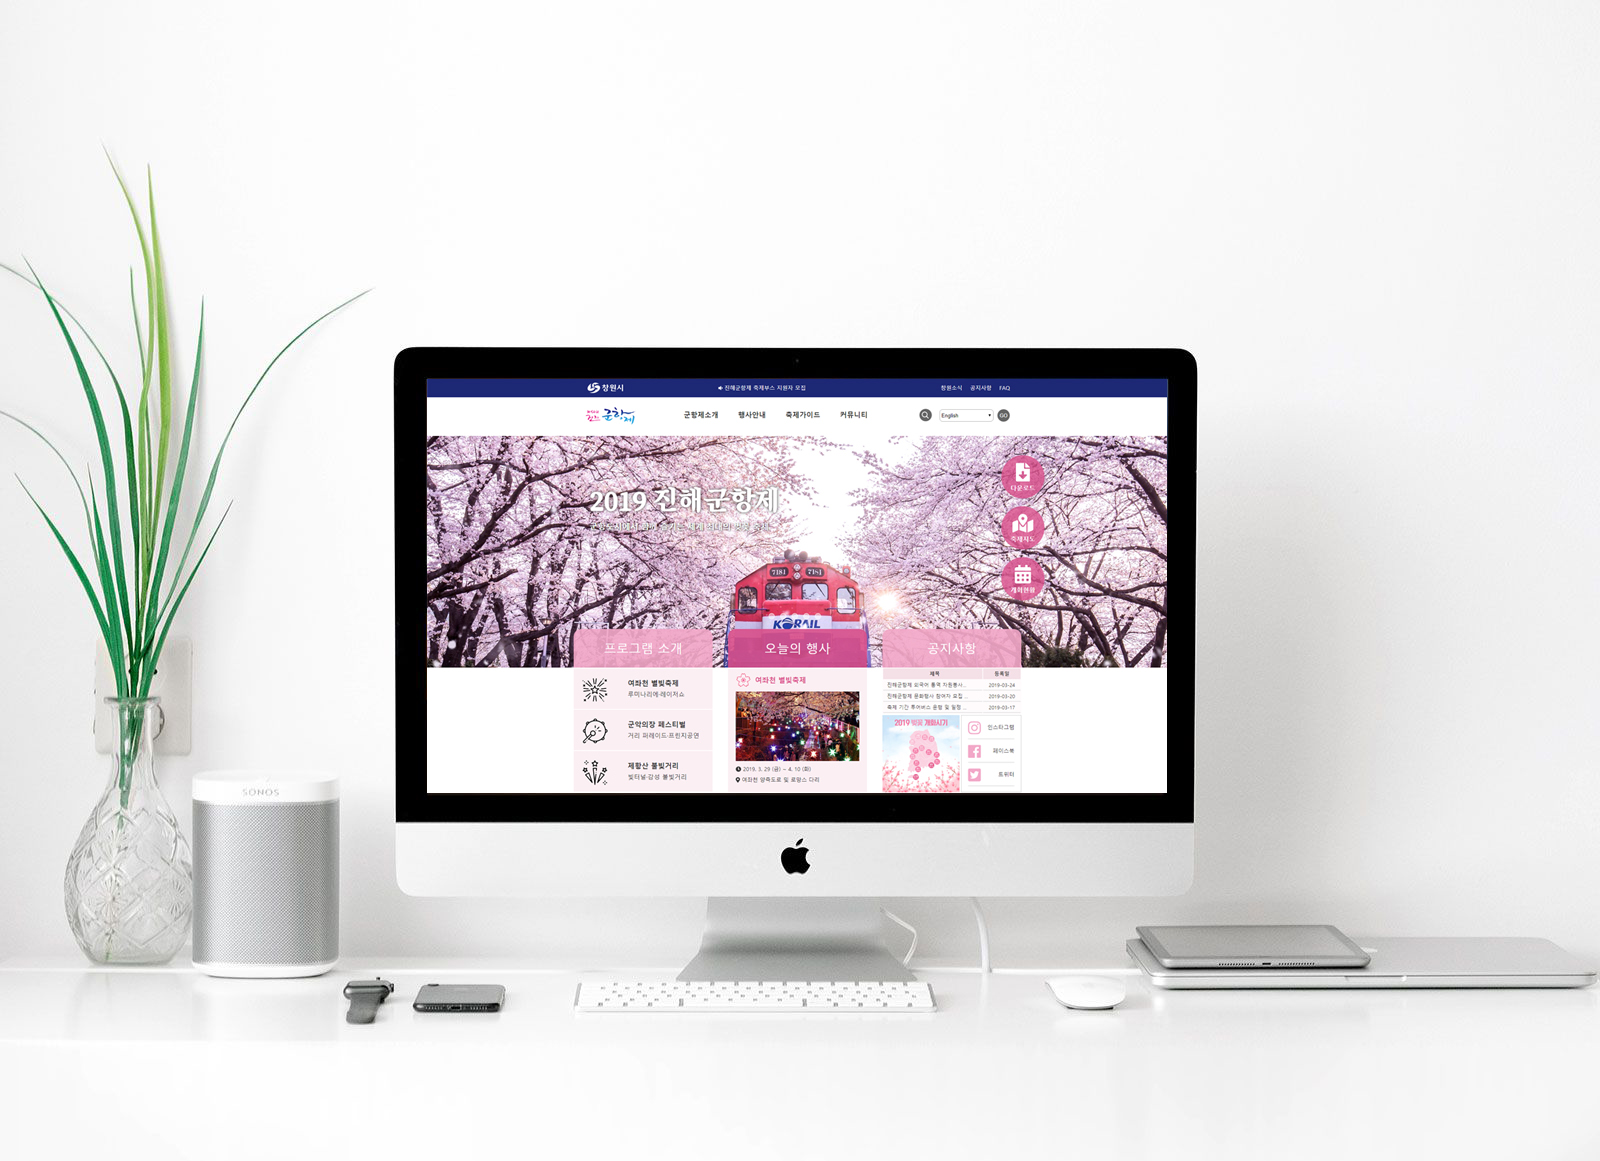 창원시
진해군항제 축제부스 지원자 모집
창원소식 공지사항 FAQ
군항제
군항제소개 행사안내 축제가이드 커뮤니티
English
GO
2019 진해군항제
다운로드
축제지도
개화현황
7181 7181
KORAIL
프로그램 소개
여좌천 별빛축제
루미나리에·레이저쇼
군악의장 페스티벌
거리 퍼레이드·프린지공연
제황산 불빛거리
빛터널·감성 불빛거리
오늘의 행사
여좌천 별빛축제
2019. 3. 29 (금) ~ 4. 10 (화)
여좌천 양측도로 및 로망스 다리
공지사항
제목 등록일
진해군항제 외국어 통역 자원봉사... 2019-03-24
진해군항제 문화행사 참여자 모집 ... 2019-03-20
축제 기간 투어버스 운영 및 일정 ... 2019-03-17
2019 벚꽃 개화시기
인스타그램
페이스북
트위터
SONOS